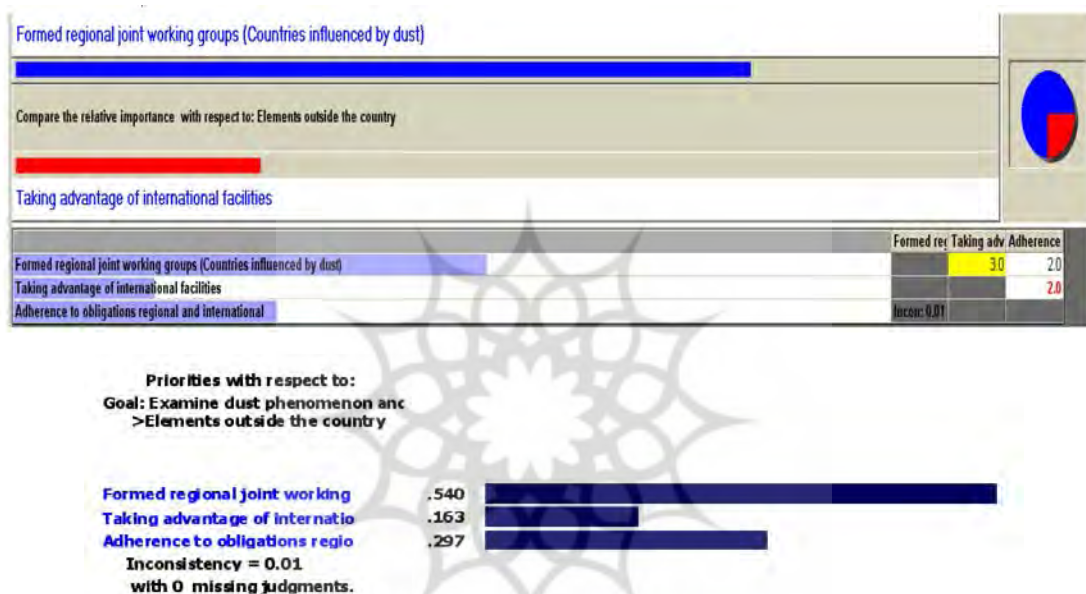 Formed regional joint working groups (Countries influenced by dust)
Compare the relative importance with respect to: Elements outside the country
Taking advantage of international facilities
Formed reg Taking adv Adherence
Formed regional joint working groups (Countries influenced by dust) 3.0 2.0
Taking advantage of international facilities 2.0
Adherence to obligations regional and international Incon: 0.01
Priorities with respect to:
Goal: Examine dust phenomenon anc
>Elements outside the country
Formed regional joint working .540
Taking advantage of internatio .163
Adherence to obligations regio .297
Inconsistency = 0.01
with 0 missing judgments.